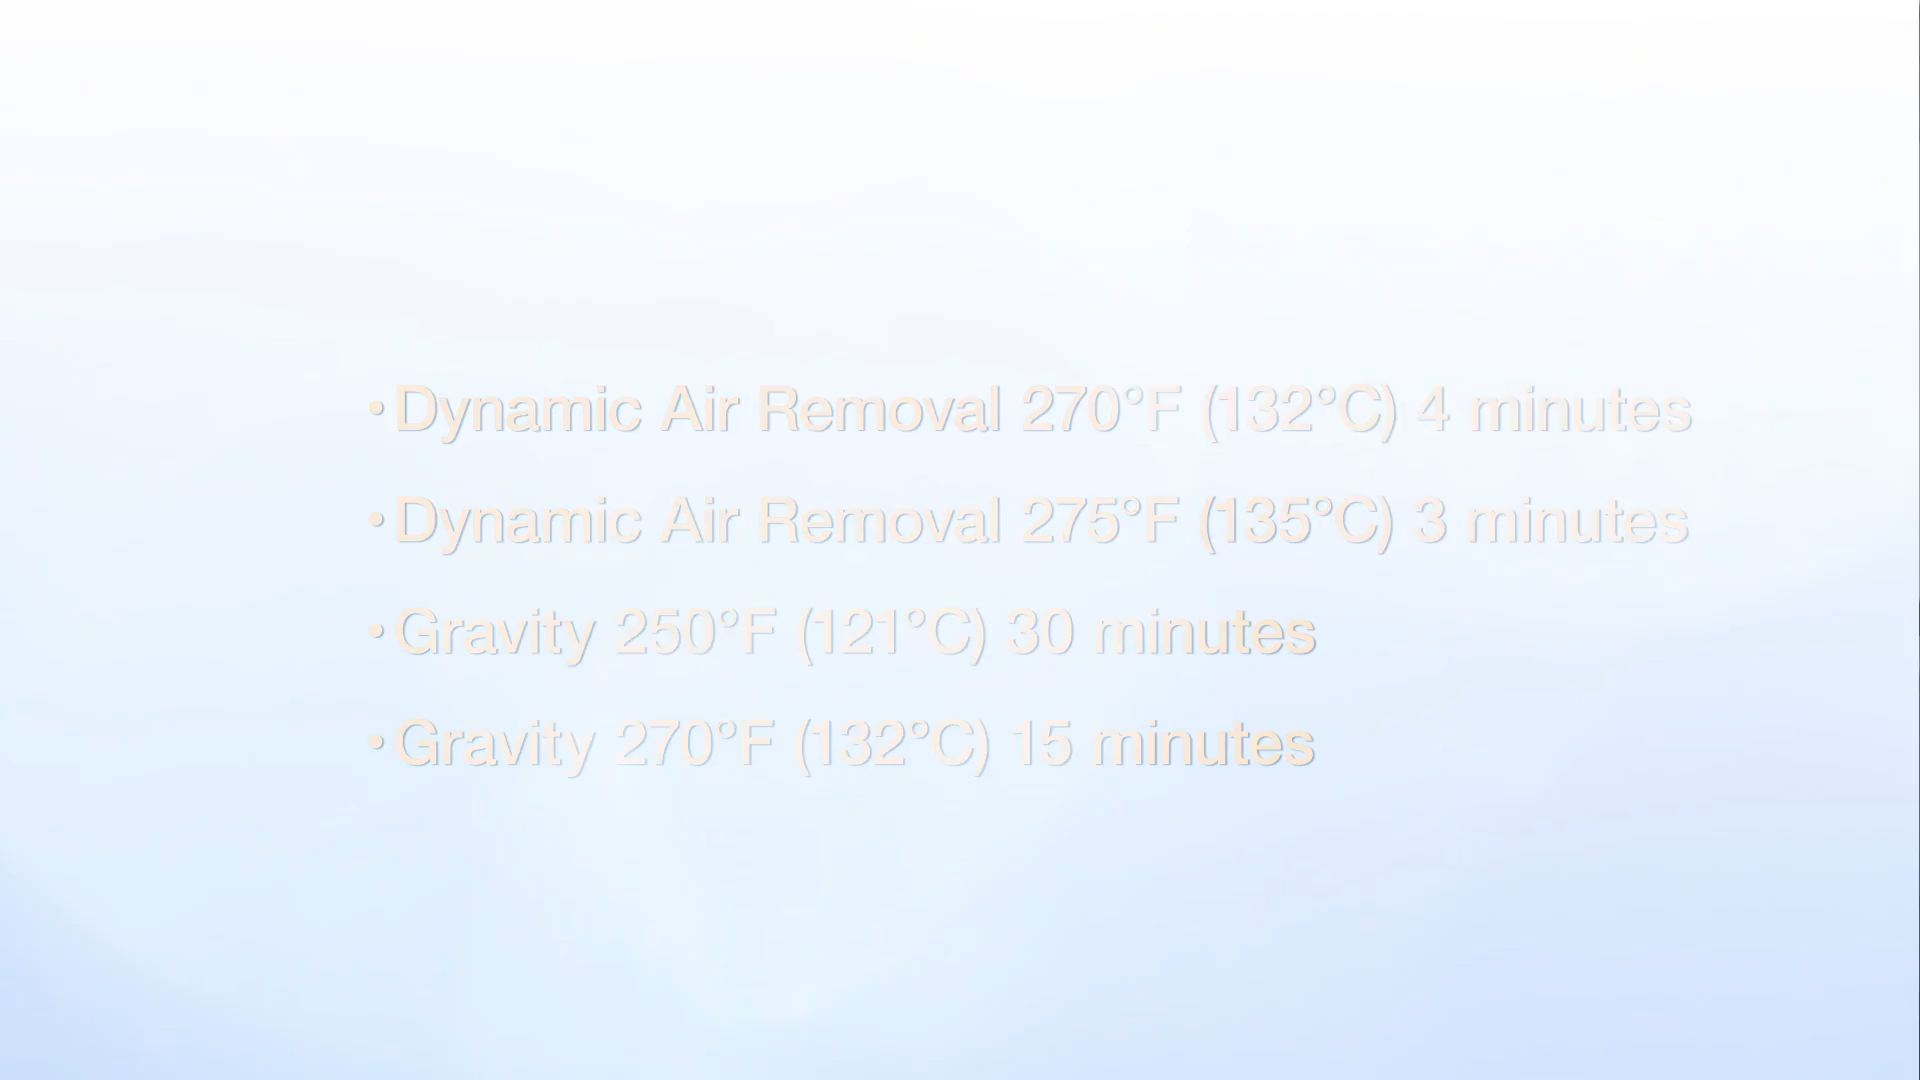 •Dynamic Air Removal 270°F (132°C) 4 minutes
•Dynamic Air Removal 275°F (135°C) 3 minutes
•Gravity 250°F (121°C) 30 minutes
•Gravity 270°F (132°C) 15 minutes